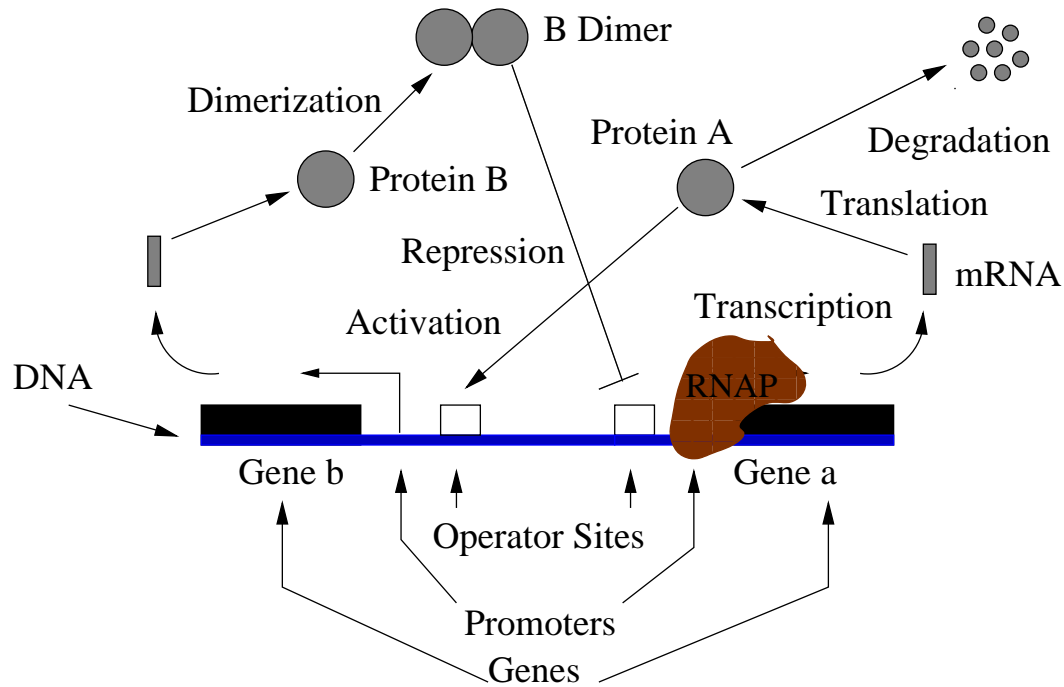 B Dimer
Dimerization
Protein A
Degradation
Protein B
Translation
Repression
mRNA
Activation
Transcription
DNA
RNAP
Gene b
Gene a
Operator Sites
Promoters
Genes